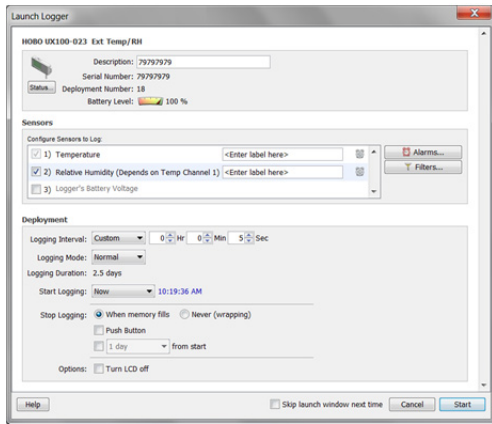 Launch Logger
HOBO UX100-023 Ext Temp/RH
Description: 79797979
Serial Number: 79797979
Status... Deployment Number: 18
Battery Level: 100 %
Sensors
Configure Sensors to Log:
1) Temperature <Enter label here> Alarms...
2) Relative Humidity (Depends on Temp Channel 1) <Enter label here> Filters...
3) Logger's Battery Voltage
Deployment
Logging Interval: Custom 0 Hr 0 Min 5 Sec
Logging Mode: Normal
Logging Duration: 2.5 days
Start Logging: Now 10:19:36 AM
Stop Logging: When memory fills Never (wrapping)
Push Button
1 day from start
Options: Turn LCD off
Help Skip launch window next time Cancel Start